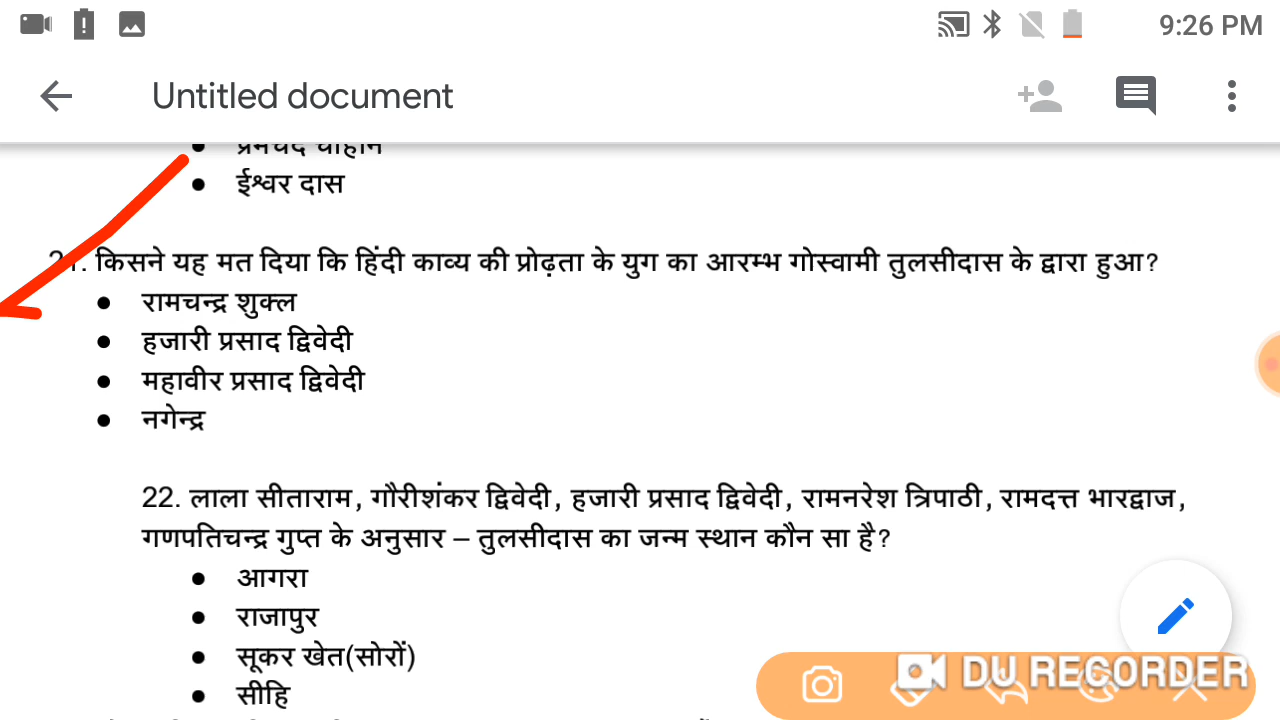 9:26 PM
Untitled document
ईश्वर दास
21. किसने यह मत दिया कि हिंदी काव्य की प्रोढ़ता के युग का आरम्भ गोस्वामी तुलसीदास के द्वारा हुआ?
रामचन्द्र शुक्ल
हजारी प्रसाद द्विवेदी
महावीर प्रसाद द्विवेदी
नगेन्द्र
22. लाला सीताराम, गौरीशंकर द्विवेदी, हजारी प्रसाद द्विवेदी, रामनरेश त्रिपाठी, रामदत्त भारद्वाज,
गणपतिचन्द्र गुप्त के अनुसार – तुलसीदास का जन्म स्थान कौन सा है?
आगरा
राजापुर
सूकर खेत(सोरों)
सीहि
DU RECORDER